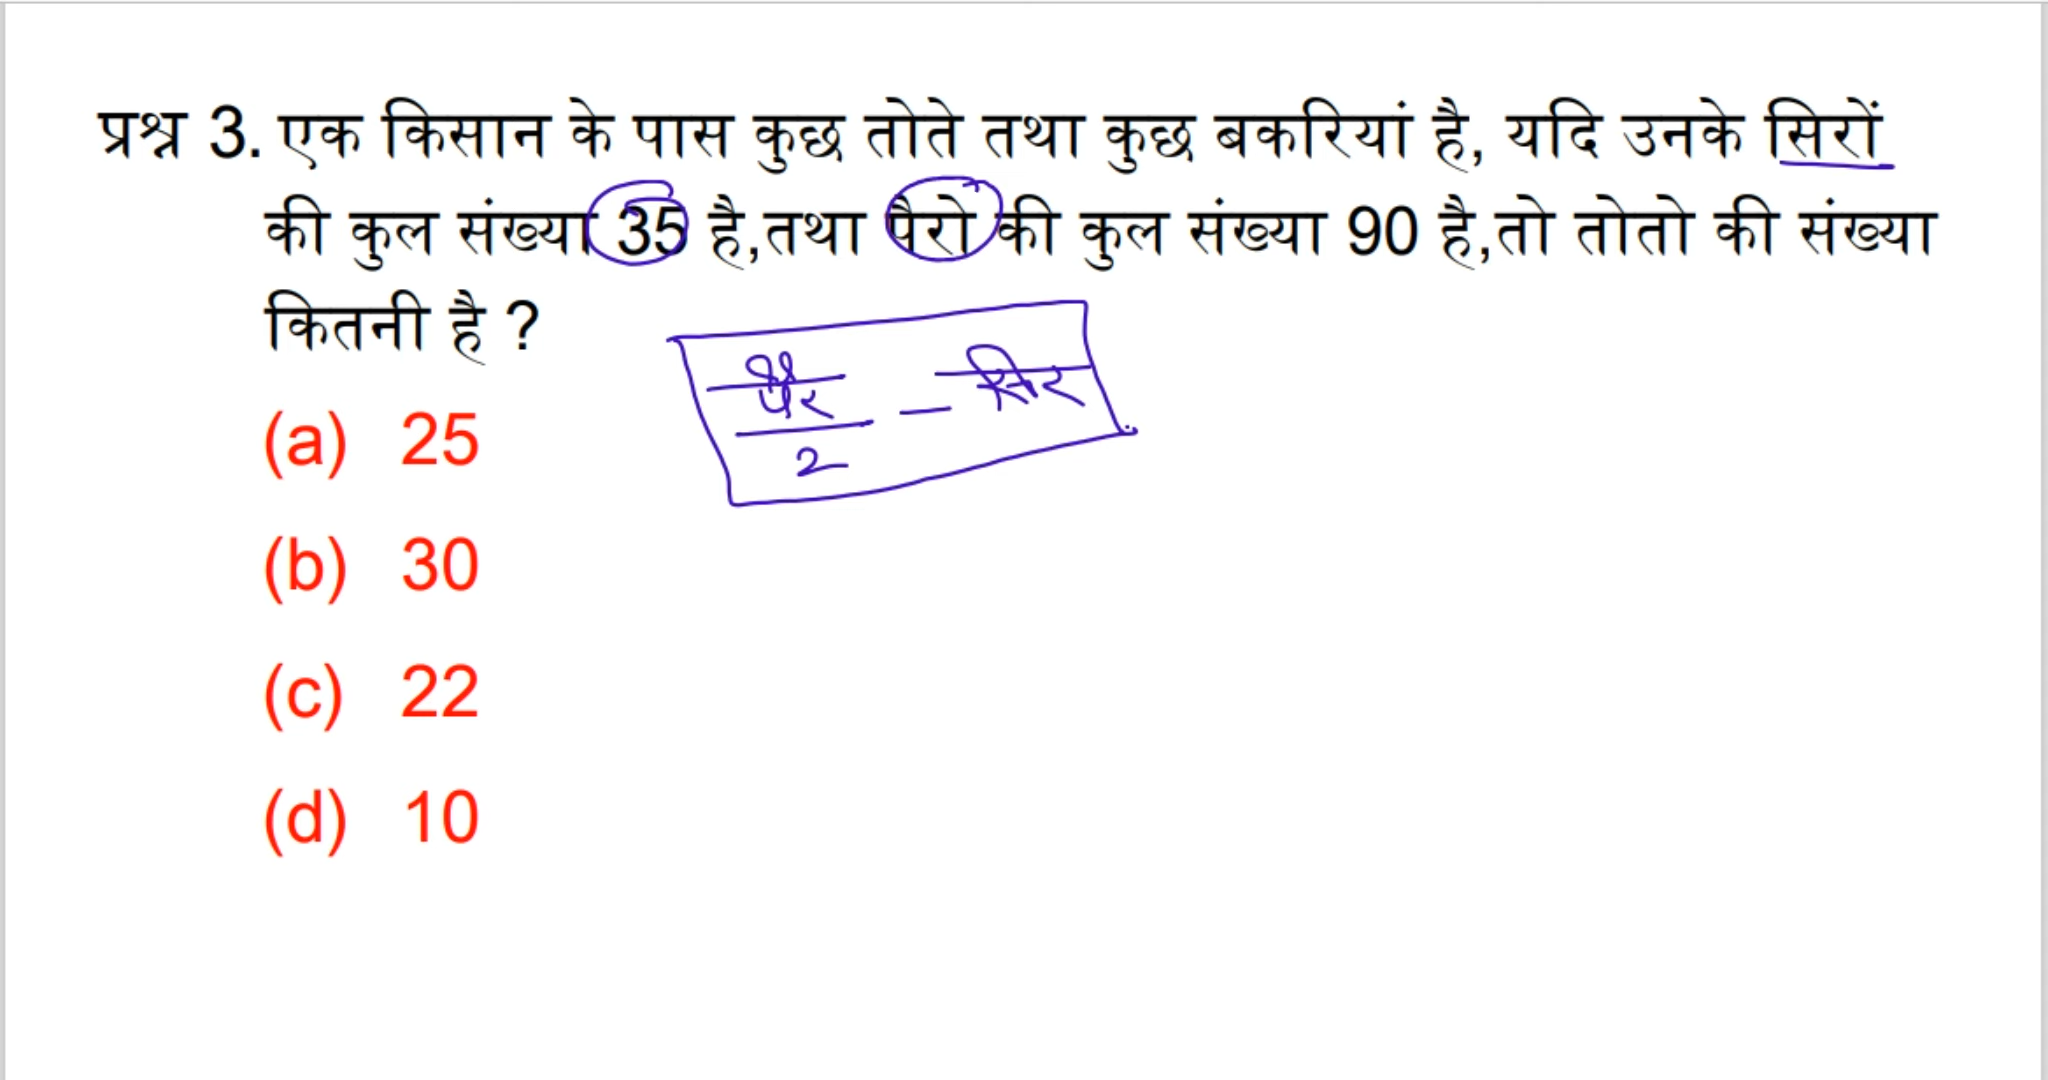 प्रश्न 3. एक किसान के पास कुछ तोते तथा कुछ बकरियां है, यदि उनके सिरों
की कुल संख्या 35 है,तथा पैरो की कुल संख्या 90 है,तो तोतो की संख्या
कितनी है ?
पैर
— सिर
2
(a) 25
(b) 30
(c) 22
(d) 10